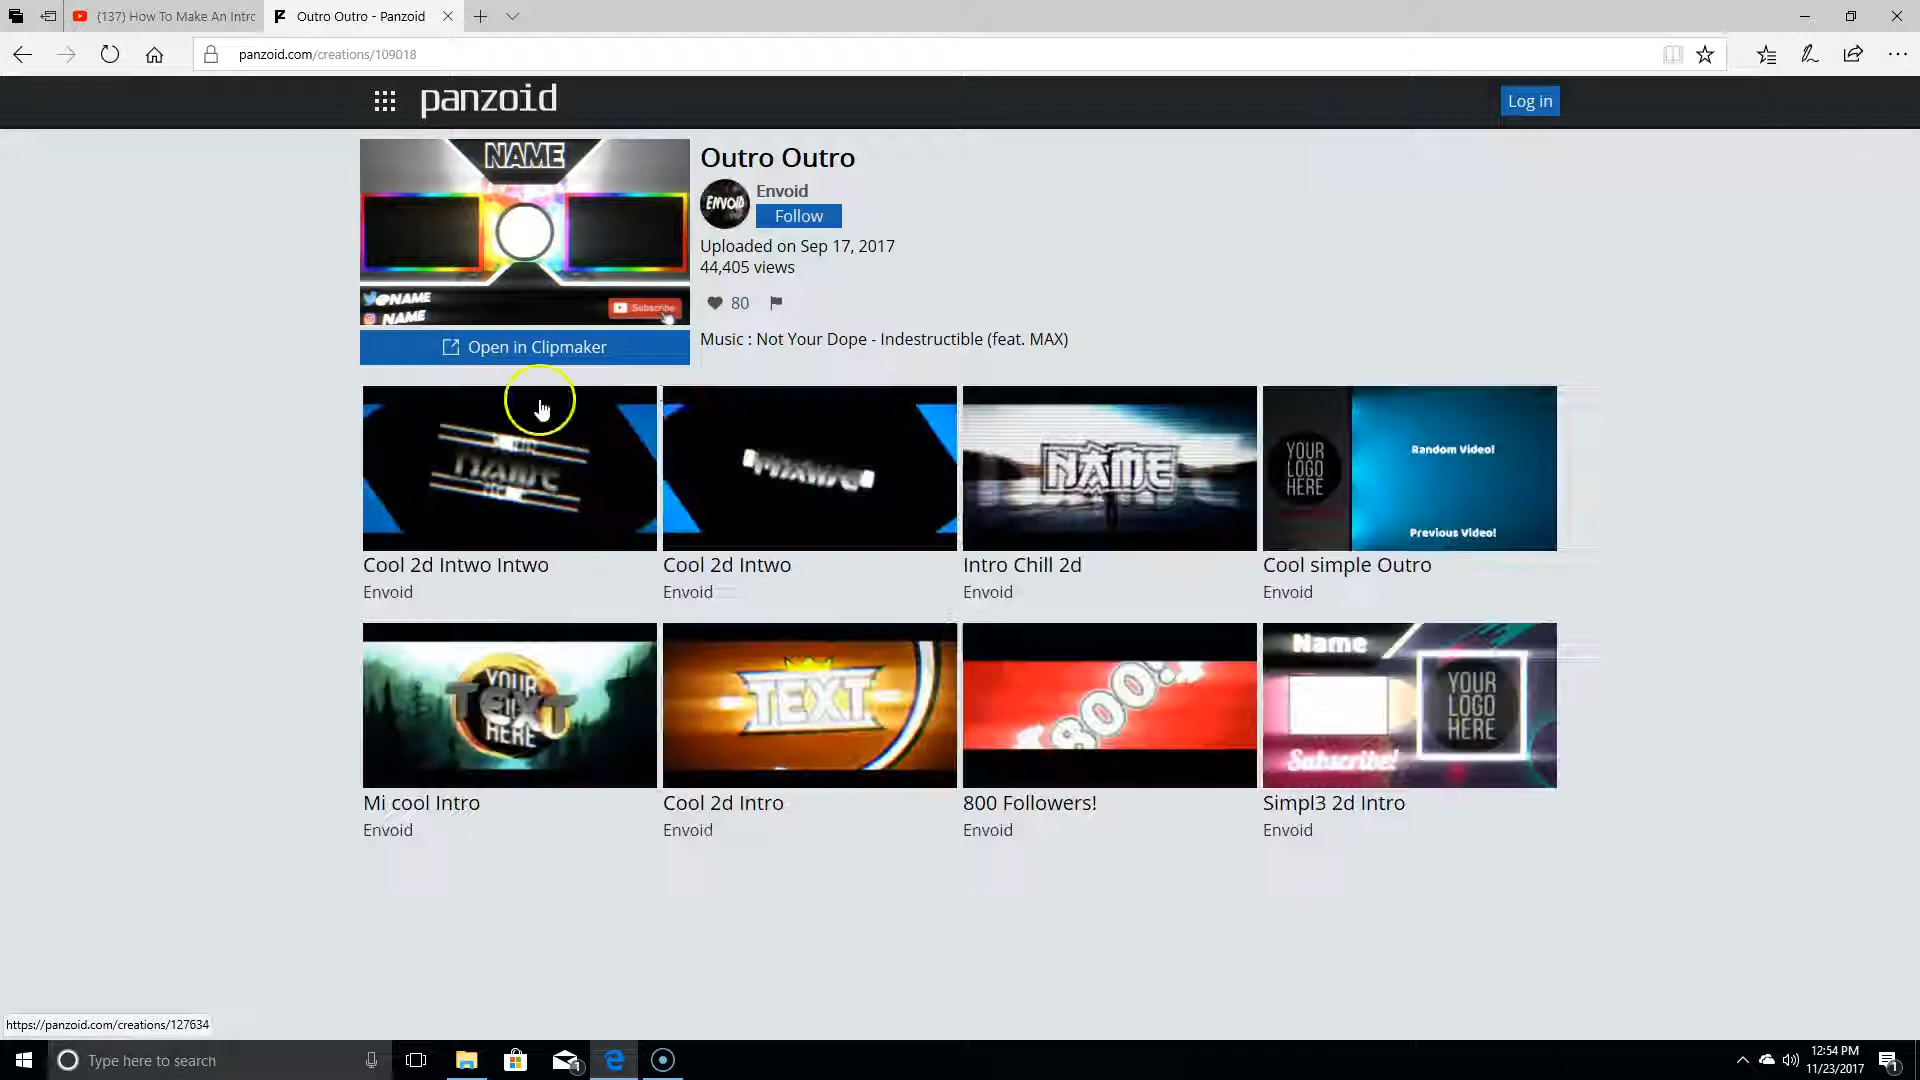 (137) How To Make An Intro
Outro Outro - Panzoid
panzoid.com/creations/109018
panzoid
Log in
NAME
@NAME
NAME
Subscribe
Outro Outro
ENVOID
Envoid
Follow
Uploaded on Sep 17, 2017
44,405 views
80
Open in Clipmaker
Music : Not Your Dope - Indestructible (feat. MAX)
NAME
YOUR
LOGO
HERE
Random Video!
Previous Video!
Cool 2d Intwo Intwo
Envoid
Cool 2d Intwo
Envoid
Intro Chill 2d
Envoid
Cool simple Outro
Envoid
YOUR
TEXT
HERE
TEXT
800!
Name
YOUR
LOGO
HERE
Subscribe!
Mi cool Intro
Envoid
Cool 2d Intro
Envoid
800 Followers!
Envoid
Simpl3 2d Intro
Envoid
https://panzoid.com/creations/127634
Type here to search
1
12:54 PM
11/23/2017
1